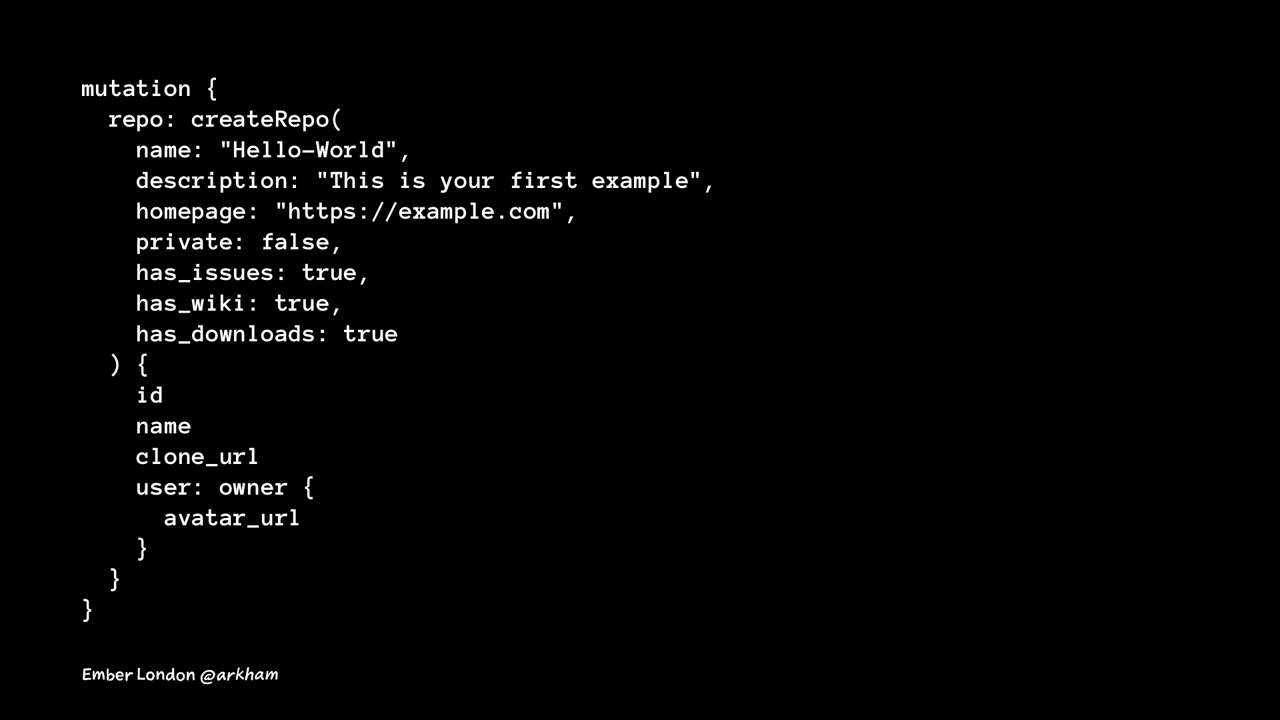 mutation {
  repo: createRepo(
    name: "Hello-World",
    description: "This is your first example",
    homepage: "https://example.com",
    private: false,
    has_issues: true,
    has_wiki: true,
    has_downloads: true
  ) {
    id
    name
    clone_url
    user: owner {
      avatar_url
    }
  }
}
Ember London @arkham